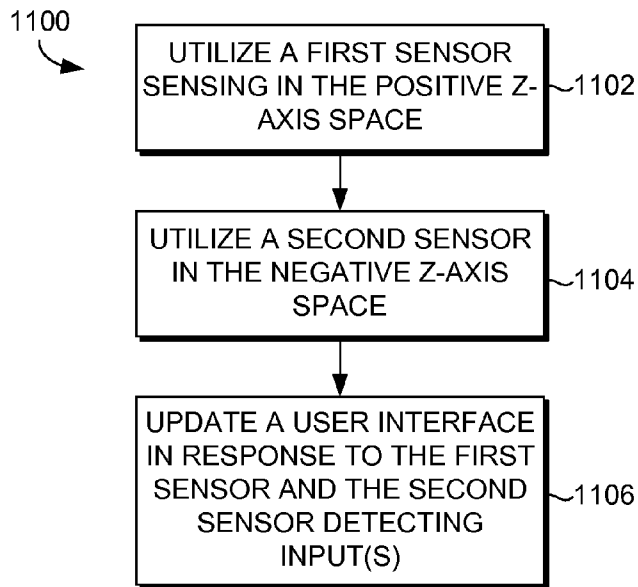 1100
UTILIZE A FIRST SENSOR
SENSING IN THE POSITIVE Z-
AXIS SPACE
1102
UTILIZE A SECOND SENSOR
IN THE NEGATIVE Z-AXIS
SPACE
1104
UPDATE A USER INTERFACE
IN RESPONSE TO THE FIRST
SENSOR AND THE SECOND
SENSOR DETECTING
INPUT(S)
1106